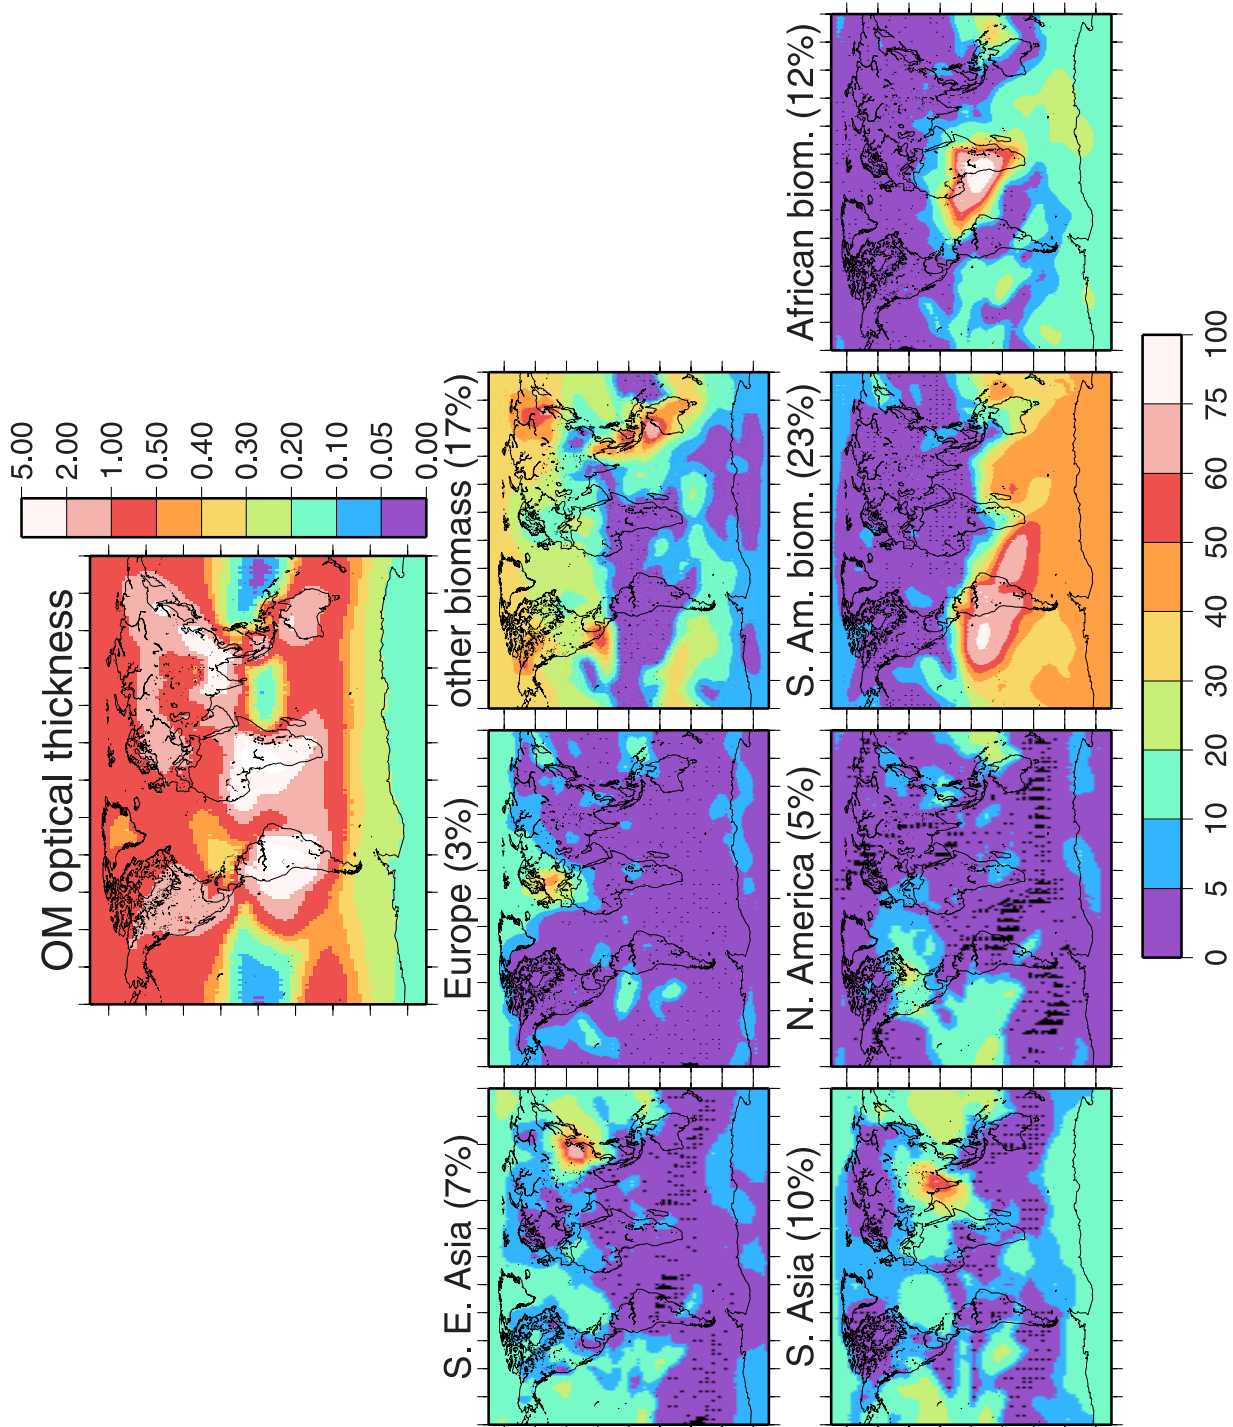 OM optical thickness
5.00
2.00
1.00
0.50
0.40
0.30
0.20
0.10
0.05
0.00
S. E. Asia (7%)
Europe (3%)
other biomass (17%)
S. Asia (10%)
N. America (5%)
S. Am. biom. (23%)
African biom. (12%)
0 5 10 20 30 40 50 60 75 100